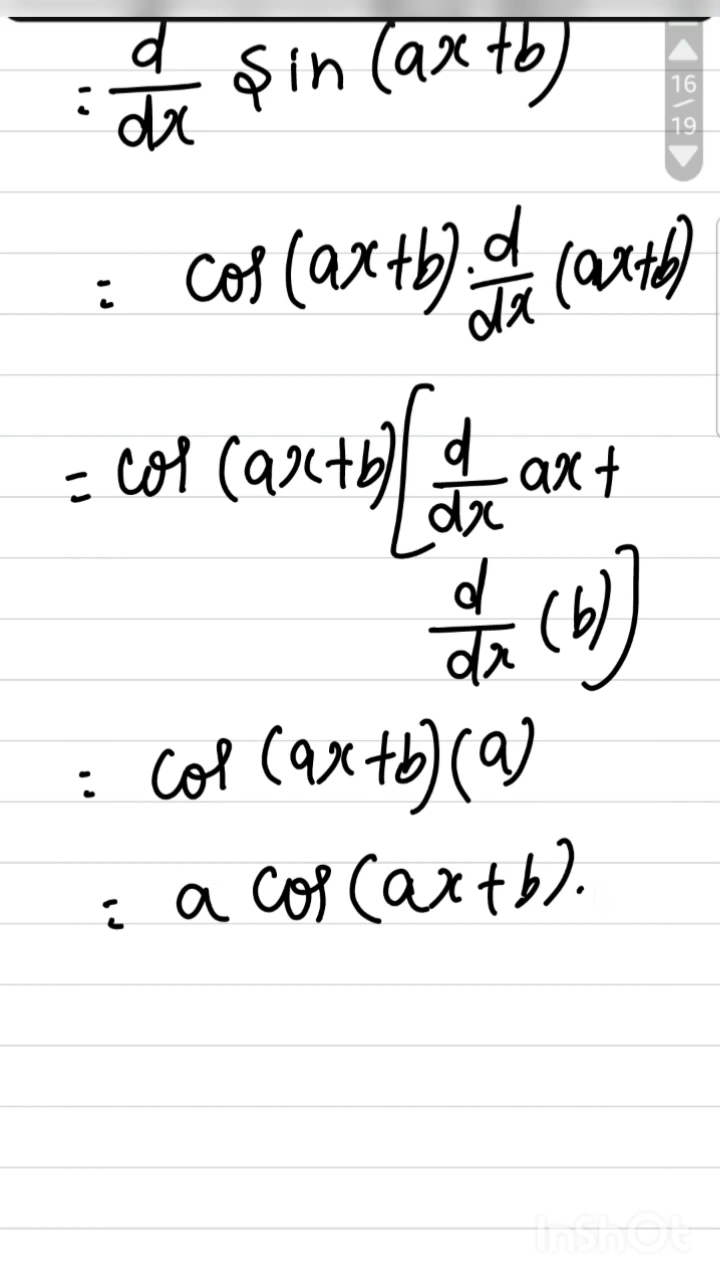 = d/dx sin (ax+b)
16/19
= cos (ax+b) . d/dx (ax+b)
= cos (ax+b) [ d/dx ax +
d/dx (b) ]
= cos (ax+b) (a)
= a cos (ax+b).
InShOt